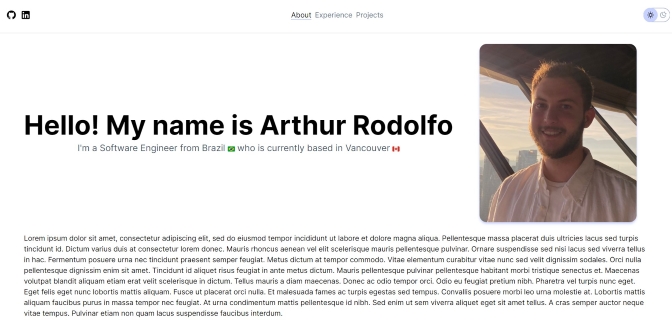 About Experience Projects
Hello! My name is Arthur Rodolfo
I'm a Software Engineer from Brazil 🇧🇷 who is currently based in Vancouver 🇨🇦
Lorem ipsum dolor sit amet, consectetur adipiscing elit, sed do eiusmod tempor incididunt ut labore et dolore magna aliqua. Pellentesque massa placerat duis ultricies lacus sed turpis
tincidunt id. Dictum varius duis at consectetur lorem donec. Mauris rhoncus aenean vel elit scelerisque mauris pellentesque pulvinar. Ornare suspendisse sed nisi lacus sed viverra tellus
in hac. Fermentum posuere urna nec tincidunt praesent semper feugiat. Metus dictum at tempor commodo. Vitae elementum curabitur vitae nunc sed velit dignissim sodales. Orci nulla
pellentesque dignissim enim sit amet. Tincidunt id aliquet risus feugiat in ante metus dictum. Mauris pellentesque pulvinar pellentesque habitant morbi tristique senectus et. Maecenas
volutpat blandit aliquam etiam erat velit scelerisque in dictum. Tellus mauris a diam maecenas. Donec ac odio tempor orci. Odio eu feugiat pretium nibh. Pharetra vel turpis nunc eget.
Eget felis eget nunc lobortis mattis aliquam. Fusce ut placerat orci nulla. Et malesuada fames ac turpis egestas sed tempus. Convallis posuere morbi leo urna molestie at. Viverra nam
aliquam faucibus purus in massa tempor nec feugiat. At urna condimentum mattis pellentesque id nibh. Sed enim ut sem viverra aliquet eget sit amet tellus. A cras semper auctor neque
vitae tempus. Pulvinar etiam non quam lacus suspendisse faucibus interdum.